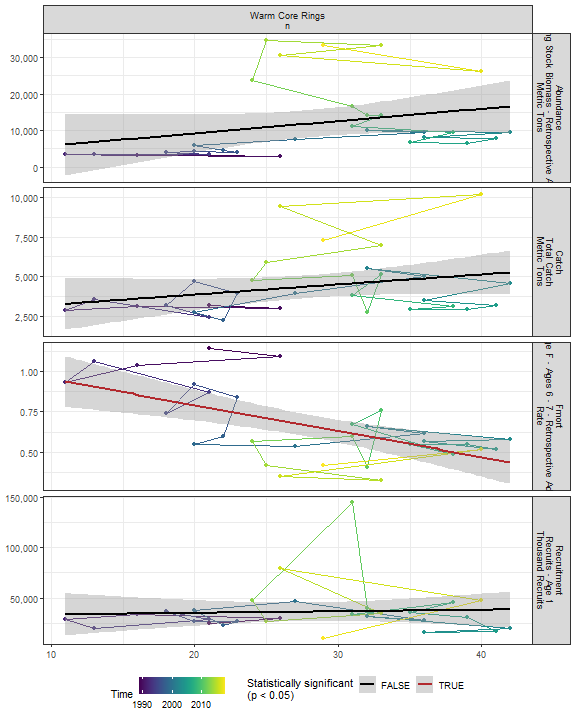 Warm Core Rings
n
30,000
20,000
10,000
0
Abundance
Stock Biomass - Retrospective
Metric Tons
10,000
7,500
5,000
2,500
Catch
Total Catch
Metric Tons
1.00
0.75
0.50
Fmort
F - Ages 6 - 7 - Retrospective
Rate
150,000
100,000
50,000
Recruitment
Recruits - Age 1
Thousand Recruits
10
20
30
40
Time
1990 2000 2010
Statistically significant
(p < 0.05)
FALSE
TRUE